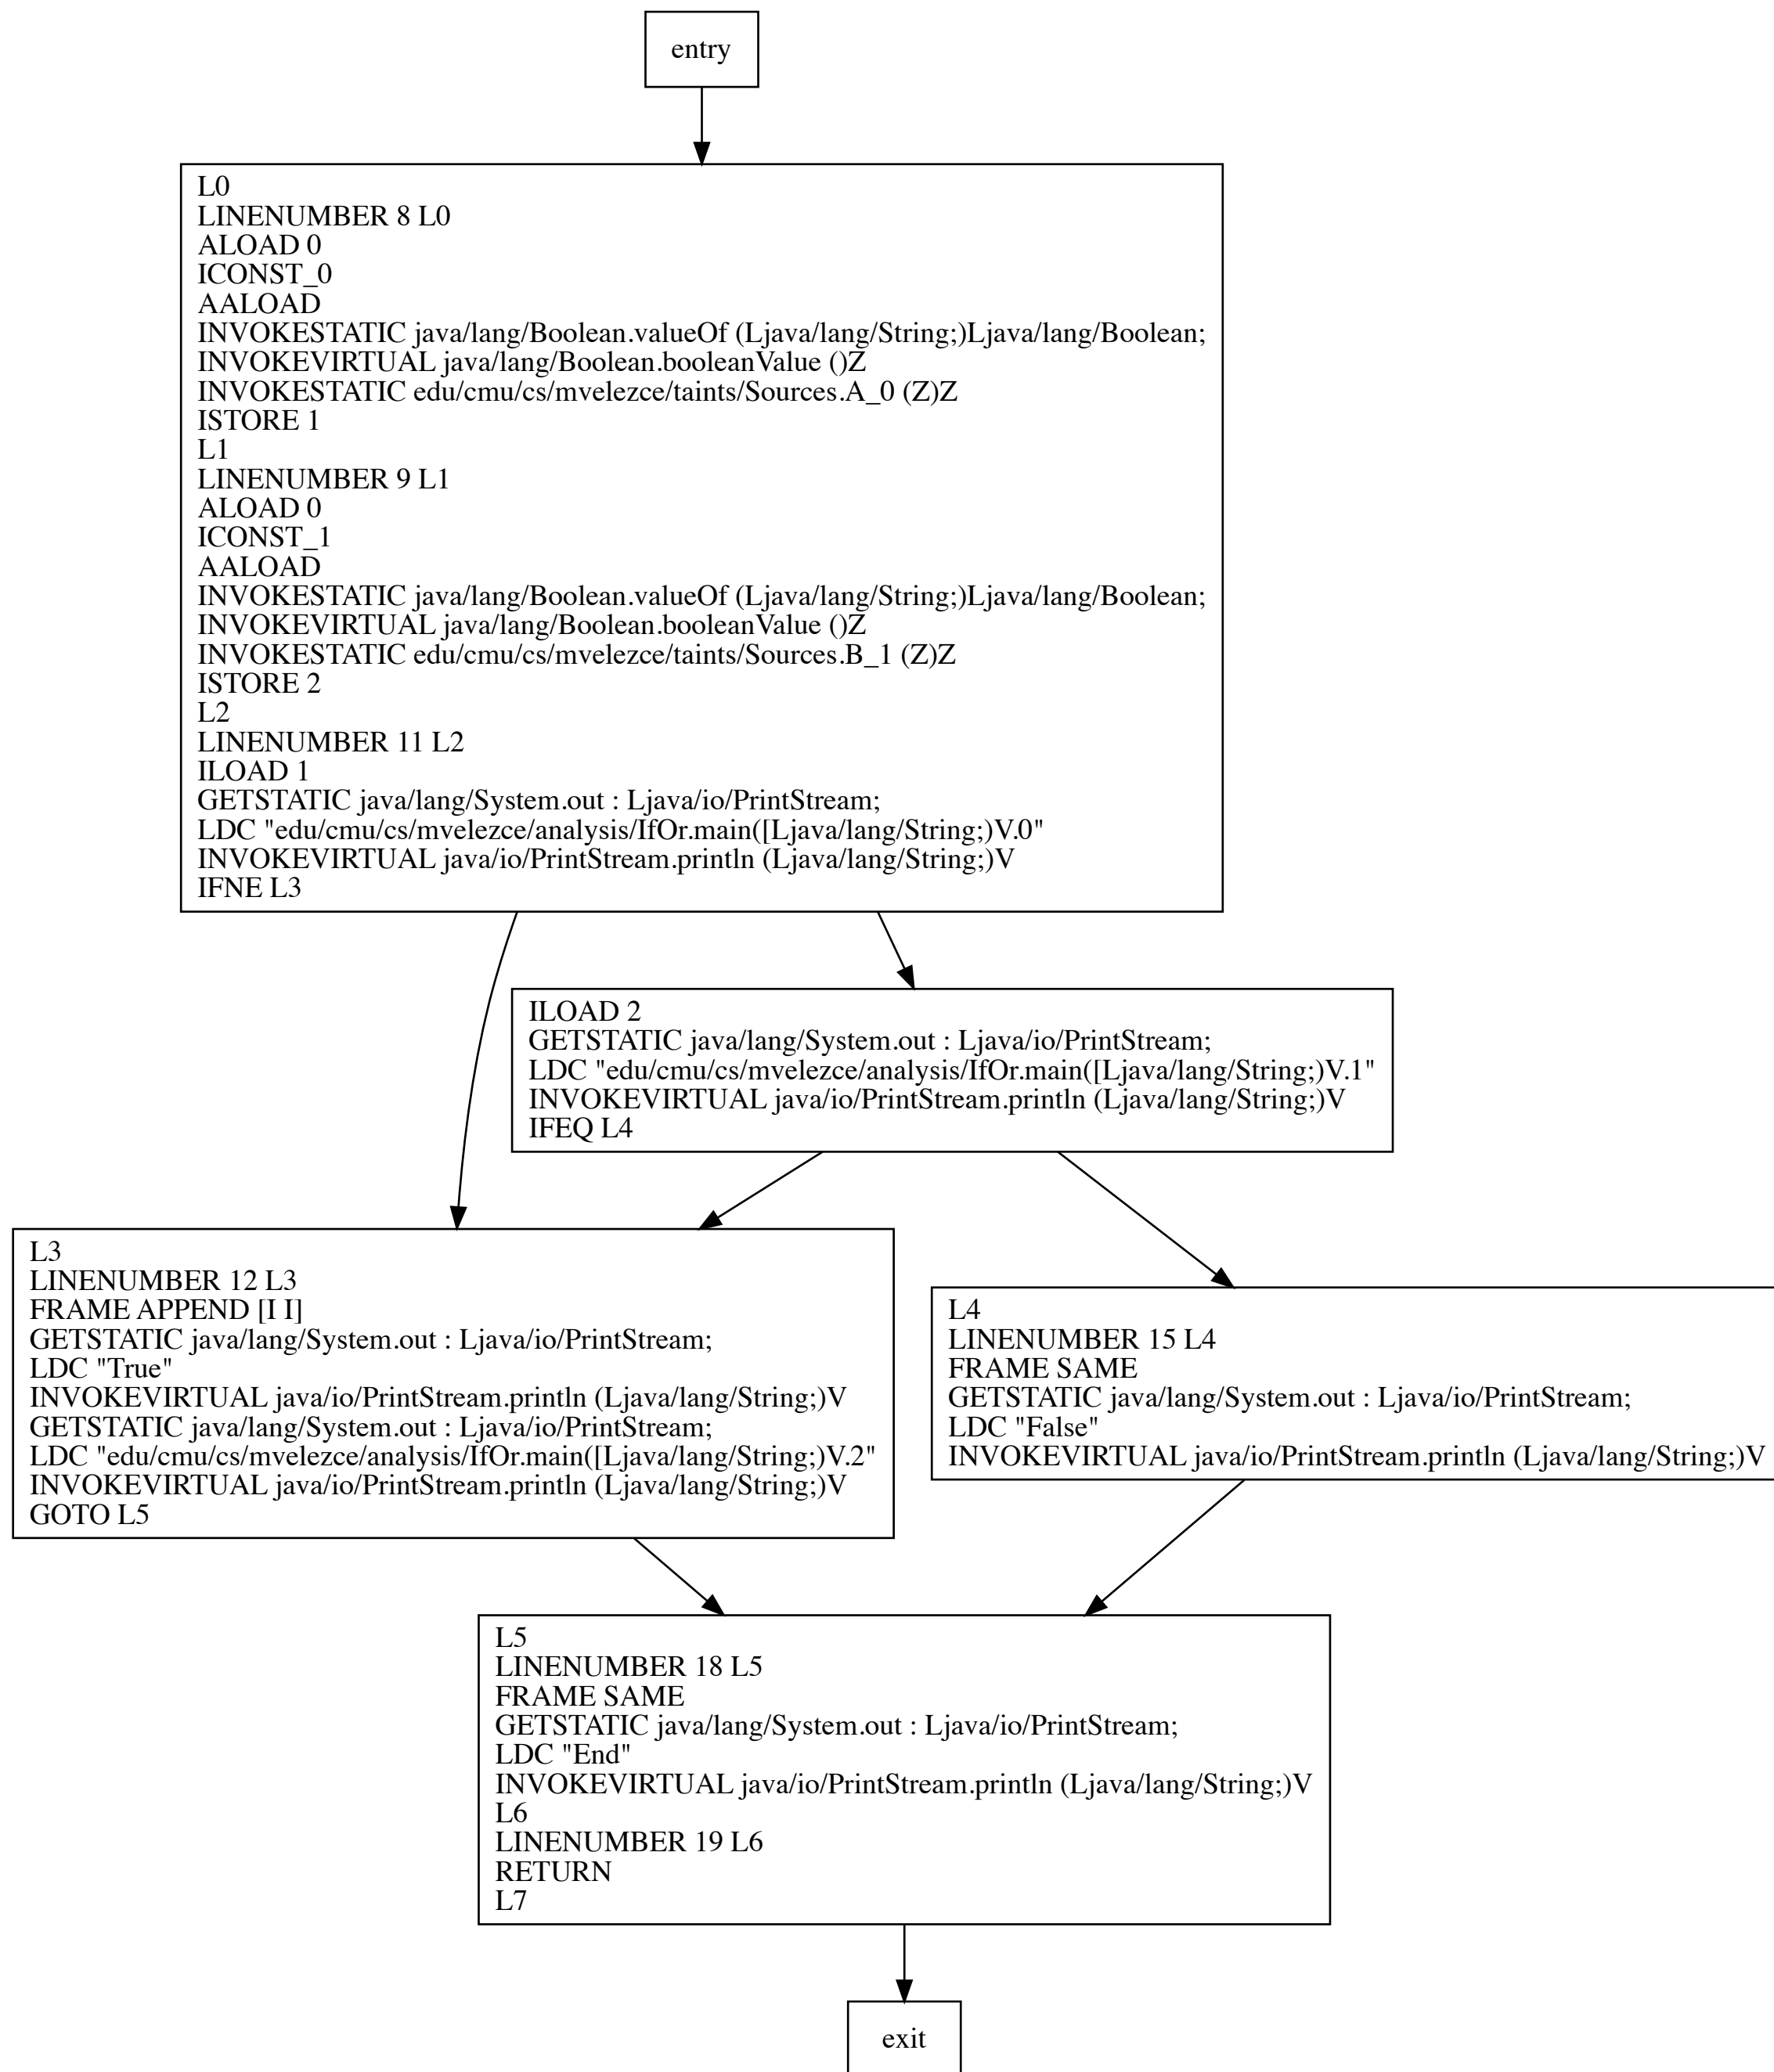 entry
L0
LINENUMBER 8 L0
ALOAD 0
ICONST_0
AALOAD
INVOKESTATIC java/lang/Boolean.valueOf (Ljava/lang/String;)Ljava/lang/Boolean;
INVOKEVIRTUAL java/lang/Boolean.booleanValue ()Z
INVOKESTATIC edu/cmu/cs/mvelezce/taints/Sources.A_0 (Z)Z
ISTORE 1
L1
LINENUMBER 9 L1
ALOAD 0
ICONST_1
AALOAD
INVOKESTATIC java/lang/Boolean.valueOf (Ljava/lang/String;)Ljava/lang/Boolean;
INVOKEVIRTUAL java/lang/Boolean.booleanValue ()Z
INVOKESTATIC edu/cmu/cs/mvelezce/taints/Sources.B_1 (Z)Z
ISTORE 2
L2
LINENUMBER 11 L2
ILOAD 1
GETSTATIC java/lang/System.out : Ljava/io/PrintStream;
LDC "edu/cmu/cs/mvelezce/analysis/IfOr.main([Ljava/lang/String;)V.0"
INVOKEVIRTUAL java/io/PrintStream.println (Ljava/lang/String;)V
IFNE L3
ILOAD 2
GETSTATIC java/lang/System.out : Ljava/io/PrintStream;
LDC "edu/cmu/cs/mvelezce/analysis/IfOr.main([Ljava/lang/String;)V.1"
INVOKEVIRTUAL java/io/PrintStream.println (Ljava/lang/String;)V
IFEQ L4
L3
LINENUMBER 12 L3
FRAME APPEND [I I]
GETSTATIC java/lang/System.out : Ljava/io/PrintStream;
LDC "True"
INVOKEVIRTUAL java/io/PrintStream.println (Ljava/lang/String;)V
GETSTATIC java/lang/System.out : Ljava/io/PrintStream;
LDC "edu/cmu/cs/mvelezce/analysis/IfOr.main([Ljava/lang/String;)V.2"
INVOKEVIRTUAL java/io/PrintStream.println (Ljava/lang/String;)V
GOTO L5
L4
LINENUMBER 15 L4
FRAME SAME
GETSTATIC java/lang/System.out : Ljava/io/PrintStream;
LDC "False"
INVOKEVIRTUAL java/io/PrintStream.println (Ljava/lang/String;)V
L5
LINENUMBER 18 L5
FRAME SAME
GETSTATIC java/lang/System.out : Ljava/io/PrintStream;
LDC "End"
INVOKEVIRTUAL java/io/PrintStream.println (Ljava/lang/String;)V
L6
LINENUMBER 19 L6
RETURN
L7
exit